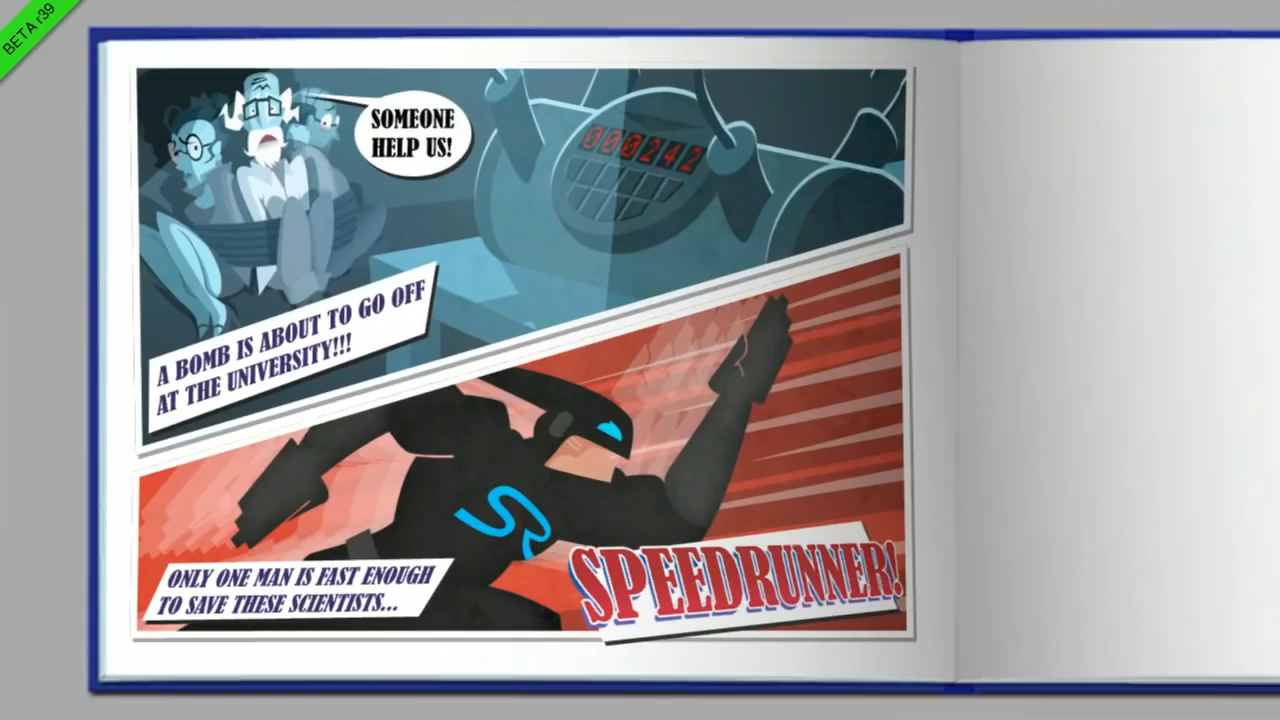 BETA r39
SOMEONE
HELP US!
000242
A BOMB IS ABOUT TO GO OFF
AT THE UNIVERSITY!!!
SR
ONLY ONE MAN IS FAST ENOUGH
TO SAVE THESE SCIENTISTS...
SPEEDRUNNER!